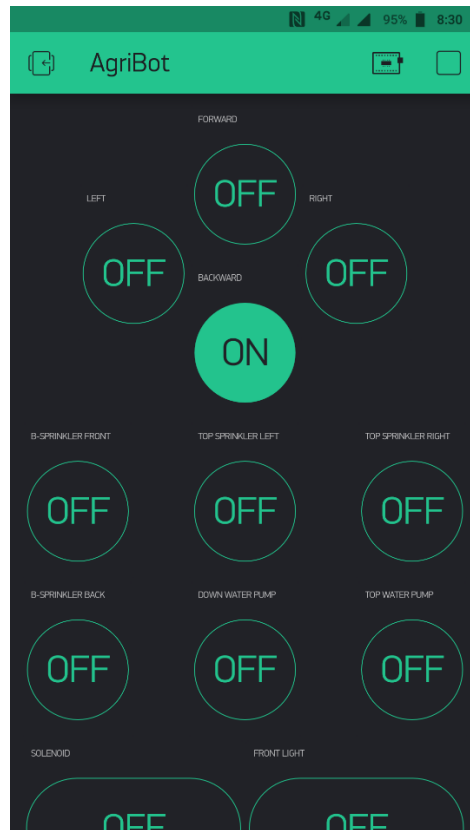 4G 95% 8:30
AgriBot
FORWARD
OFF
LEFT
OFF
RIGHT
OFF
BACKWARD
ON
B-SPRINKLER FRONT
OFF
TOP SPRINKLER LEFT
OFF
TOP SPRINKLER RIGHT
OFF
B-SPRINKLER BACK
OFF
DOWN WATER PUMP
OFF
TOP WATER PUMP
OFF
SOLENOID
OFF
FRONT LIGHT
OFF